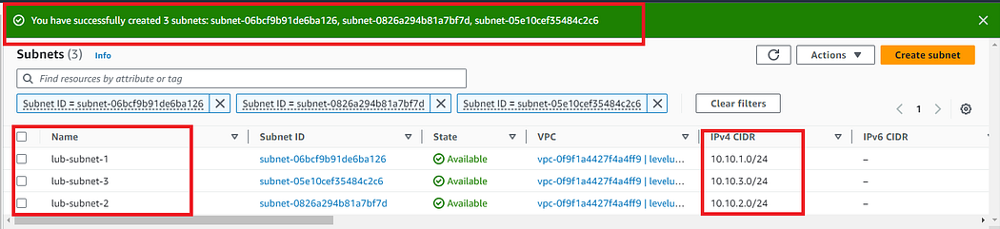 You have successfully created 3 subnets: subnet-06bcf9b91de6ba126, subnet-0826a294b81a7bf7d, subnet-05e10cef35484c2c6
Subnets (3) Info
Actions
Create subnet
Find resources by attribute or tag
Subnet ID = subnet-06bcf9b91de6ba126
Subnet ID = subnet-0826a294b81a7bf7d
Subnet ID = subnet-05e10cef35484c2c6
Clear filters
1
Name Subnet ID State VPC IPv4 CIDR IPv6 CIDR
lub-subnet-1 subnet-06bcf9b91de6ba126 Available vpc-0f9f1a4427f4a4ff9 | levelu... 10.10.1.0/24 –
lub-subnet-3 subnet-05e10cef35484c2c6 Available vpc-0f9f1a4427f4a4ff9 | levelu... 10.10.3.0/24 –
lub-subnet-2 subnet-0826a294b81a7bf7d Available vpc-0f9f1a4427f4a4ff9 | levelu... 10.10.2.0/24 –